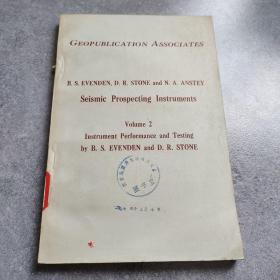 GEOPUBLICATION ASSOCIATES
B. S. EVENDEN, D. R. STONE and N. A. ANSTEY
Seismic Prospecting Instruments
Volume 2
Instrument Performance and Testing
by B. S. EVENDEN and D. R. STONE